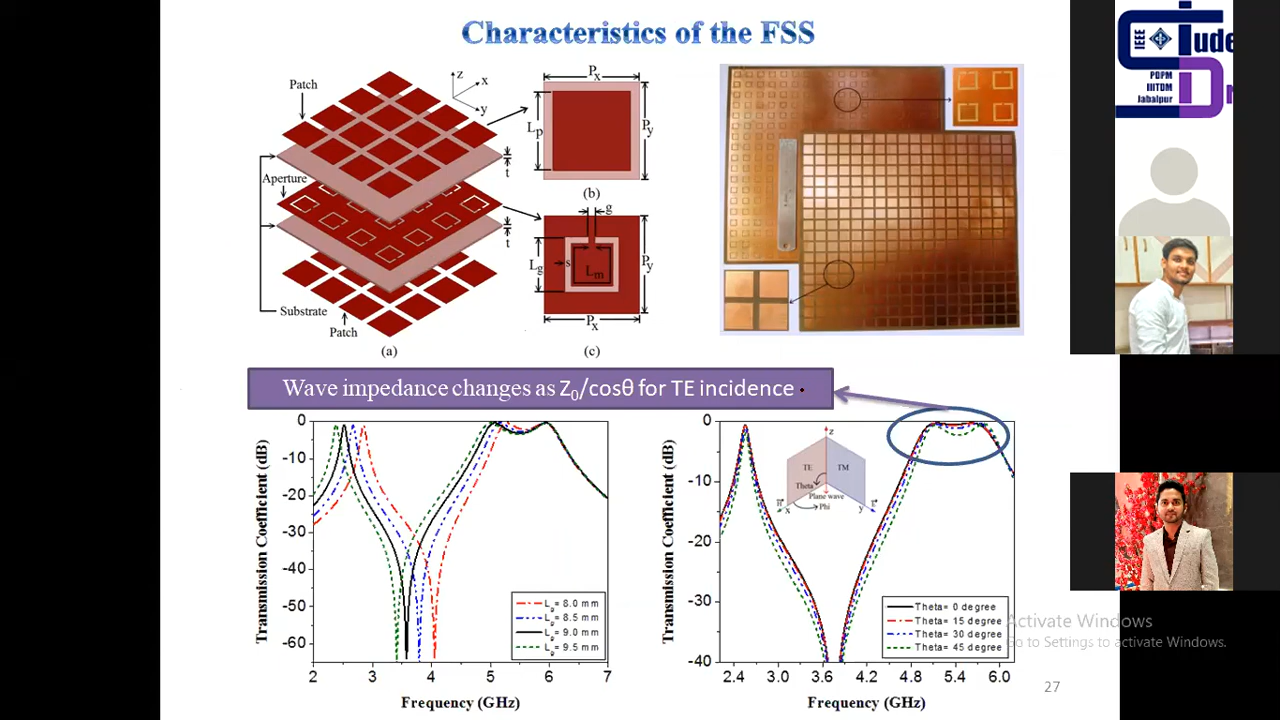 Characteristics of the FSS
Patch
z
x
y
Aperture
t
t
Substrate
Patch
(a)
Px
Lp
Py
(b)
g
Lg
s
Lm
Py
Px
(c)
IEEE
tude
PDPM
IIITDM
Jabalpur
Wave impedance changes as Z0/cosθ for TE incidence
Transmission Coefficient (dB)
0
-10
-20
-30
-40
-50
-60
2
3
4
5
6
7
Frequency (GHz)
Lg= 8.0 mm
Lg= 8.5 mm
Lg= 9.0 mm
Lg= 9.5 mm
Transmission Coefficient (dB)
0
-10
-20
-30
-40
2.4
3.0
3.6
4.2
4.8
5.4
6.0
Frequency (GHz)
z
TE
TM
Theta
Plane wave
Phi
x
y
Theta= 0 degree
Theta= 15 degree
Theta= 30 degree
Theta= 45 degree
Activate Windows
Go to Settings to activate Windows.
27